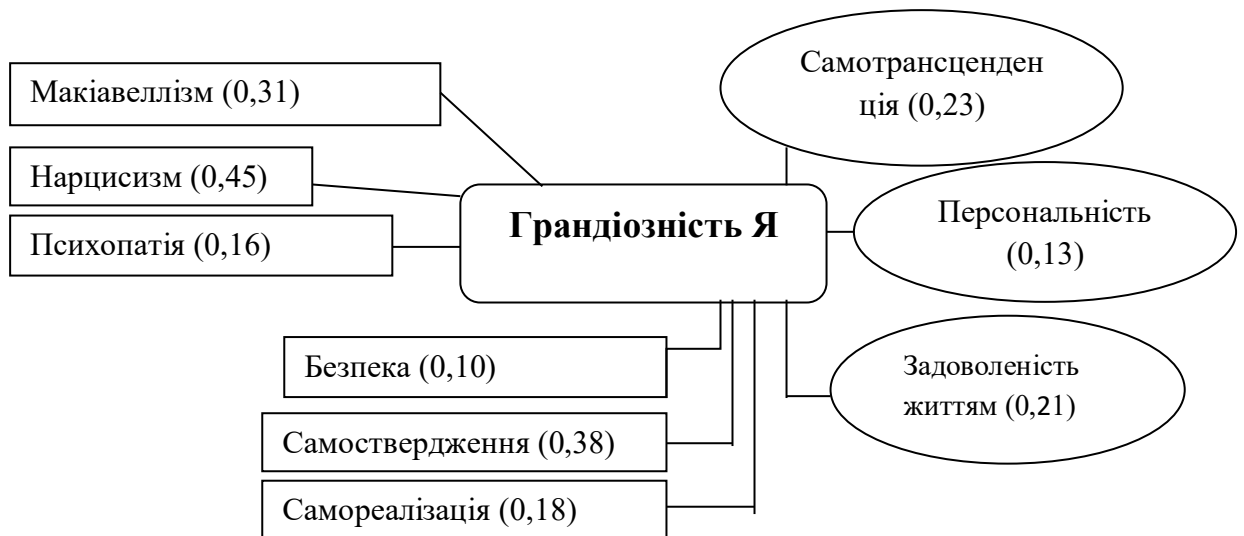 Макіавеллізм (0,31)
Нарцисизм (0,45)
Психопатія (0,16)
Самотрансценден
ція (0,23)
Грандіозність Я
Персональність
(0,13)
Безпека (0,10)
Самоствердження (0,38)
Самореалізація (0,18)
Задоволеність
життям (0,21)